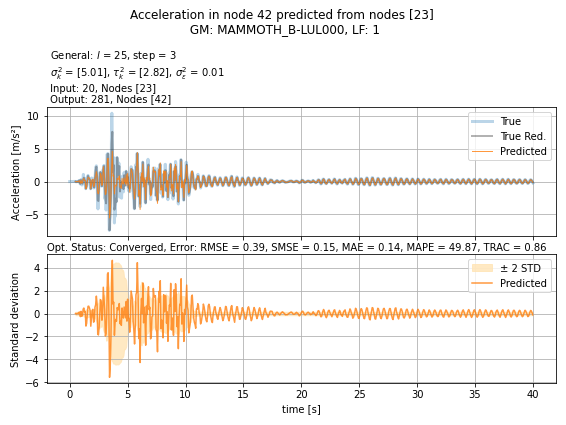 Acceleration in node 42 predicted from nodes [23]
GM: MAMMOTH_B-LUL000, LF: 1
General: l = 25, step = 3
σ²ₖ = [5.01], τ²ₖ = [2.82], σ²ε = 0.01
Input: 20, Nodes [23]
Output: 281, Nodes [42]
Acceleration [m/s²]
10
5
0
−5
True
True Red.
Predicted
Opt. Status: Converged, Error: RMSE = 0.39, SMSE = 0.15, MAE = 0.14, MAPE = 49.87, TRAC = 0.86
Standard deviation
4
2
0
−2
−4
−6
± 2 STD
Predicted
0 5 10 15 20 25 30 35 40
time [s]